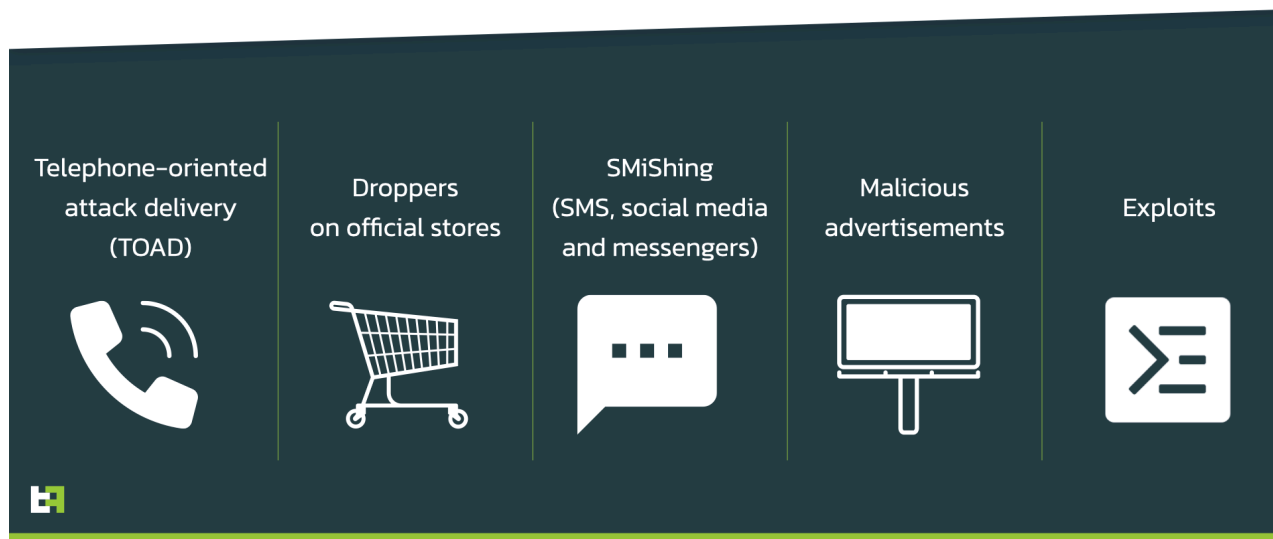 Telephone-oriented
attack delivery
(TOAD)
Droppers
on official stores
SMiShing
(SMS, social media
and messengers)
Malicious
advertisements
Exploits